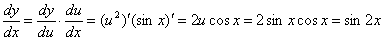 dy/dx = dy/du · du/dx = (u²)′(sin x)′ = 2u cos x = 2 sin x cos x = sin 2x